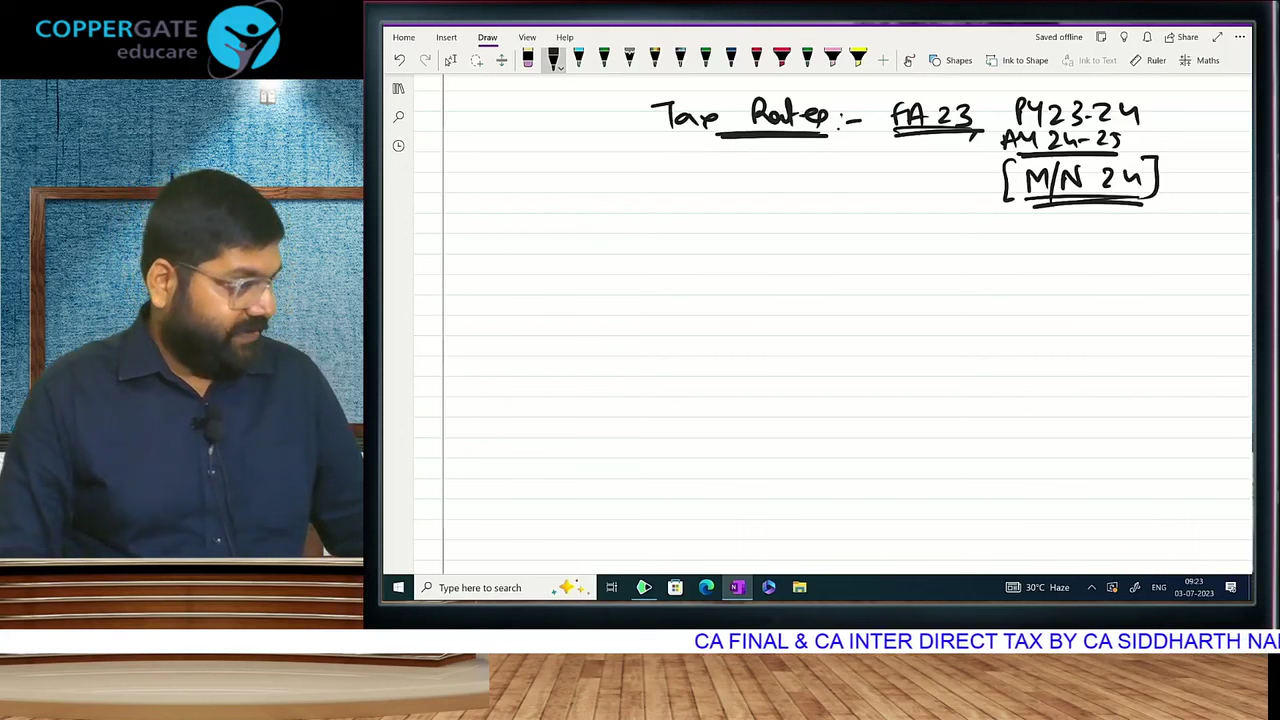 COPPERGATE
educare
Home Insert Draw View Help
Saved offline
Share
Shapes
Ink to Shape
Ink to Text
Ruler
Maths
Tax Rates :- FA 23 PY 23-24
AY 24-25
[M/N 24]
Type here to search
30°C Haze
ENG
09:23
03-07-2023
CA FINAL & CA INTER DIRECT TAX BY CA SIDDHARTH